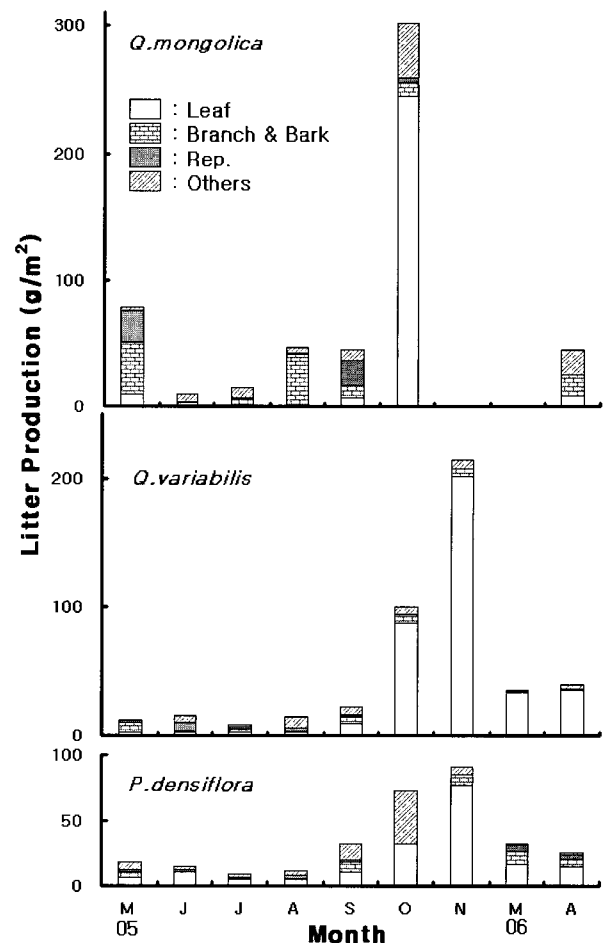 300
Q.mongolica
: Leaf
: Branch & Bark
: Rep.
: Others
200
100
0
Litter Production (g/m²)
200
Q.variabilis
100
0
100
P.densiflora
50
0
M J J A S O N M A
05 06
Month